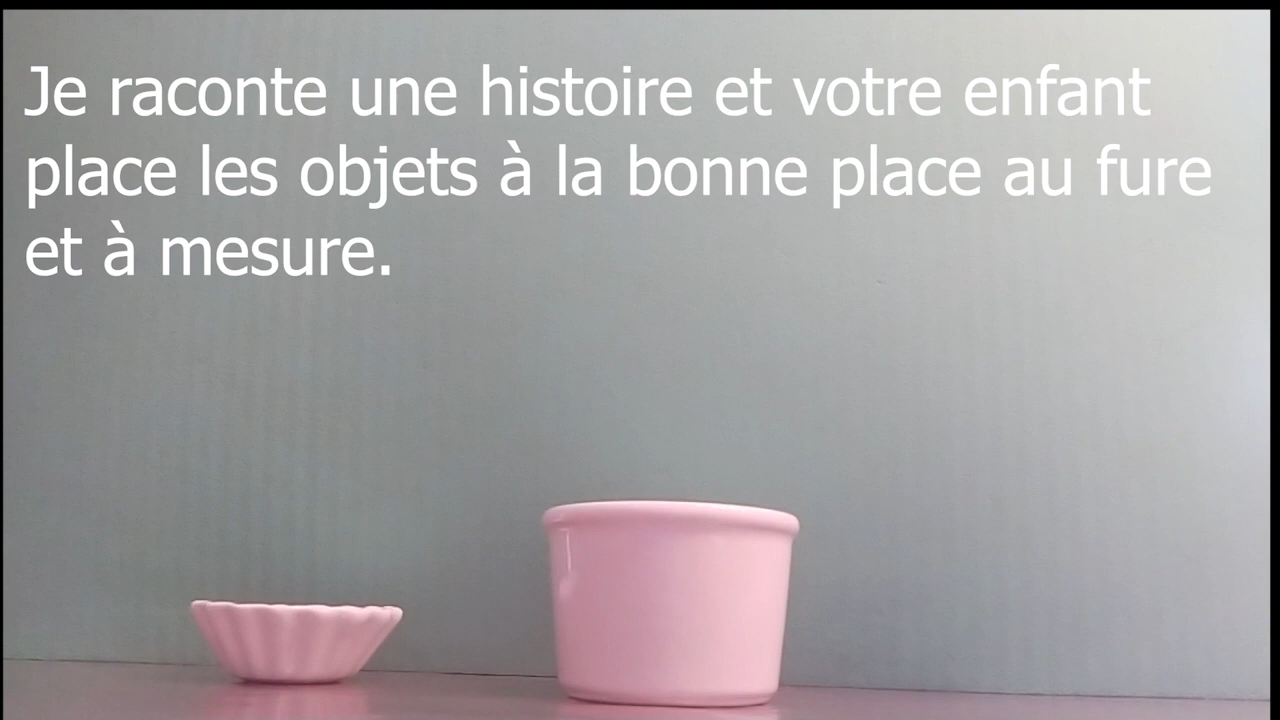 Je raconte une histoire et votre enfant
place les objets à la bonne place au fure
et à mesure.